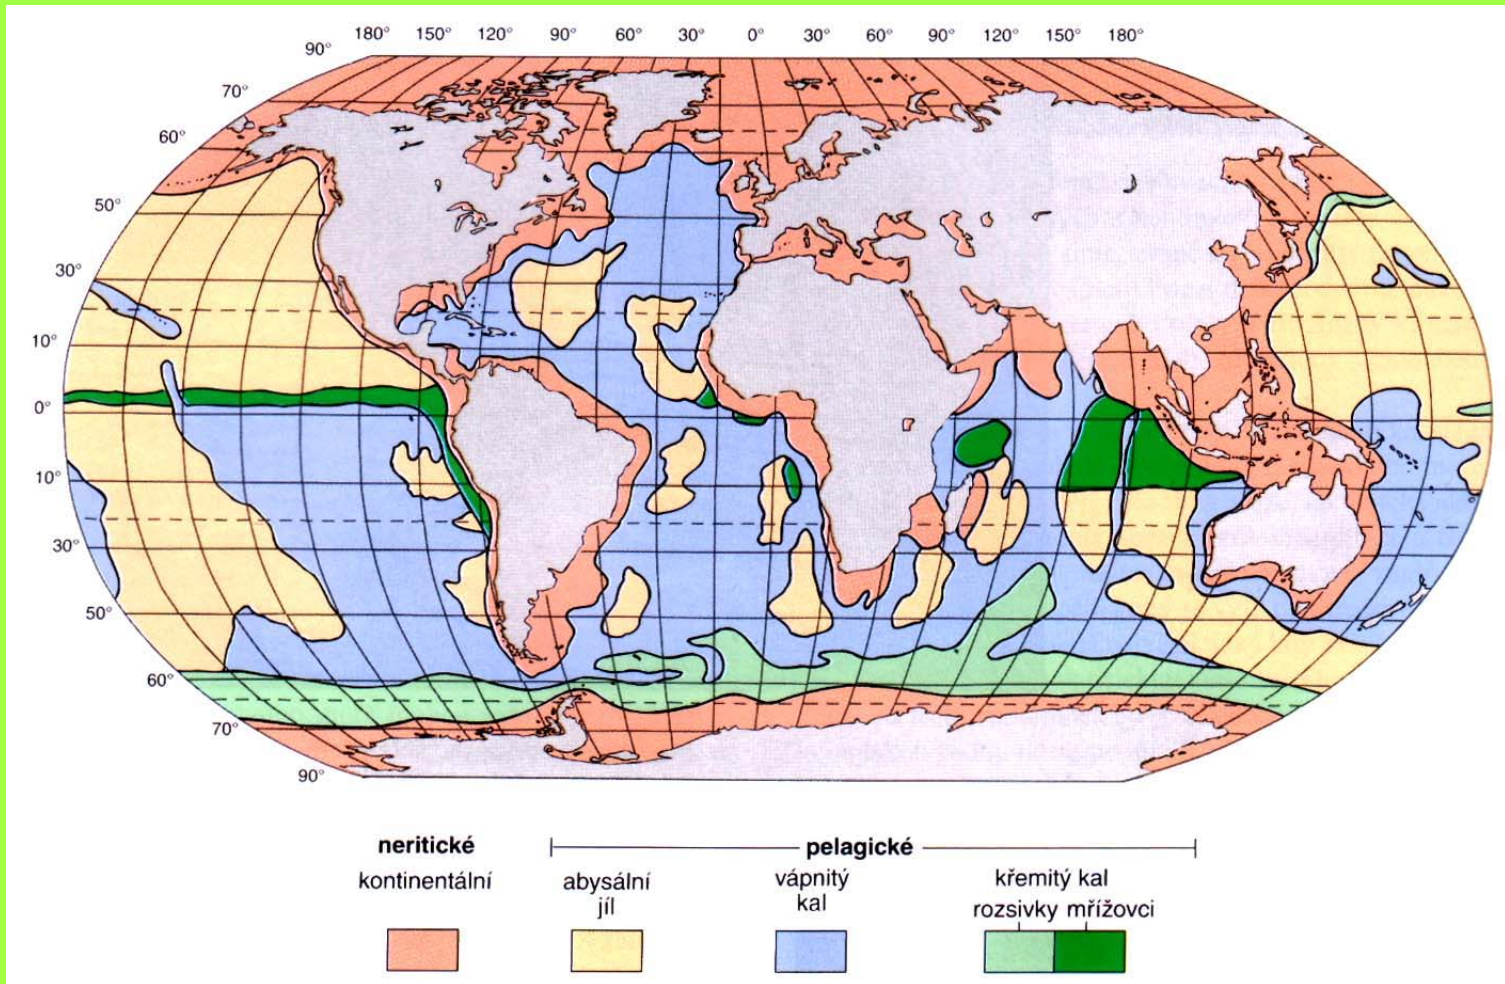 180° 150° 120° 90° 60° 30° 0° 30° 60° 90° 120° 150° 180°
90°
70°
60°
50°
30°
10°
0°
10°
30°
50°
60°
70°
90°
neritické
pelagické
kontinentální
abysální
jíl
vápnitý
kal
křemitý kal
rozsivky mřížovci